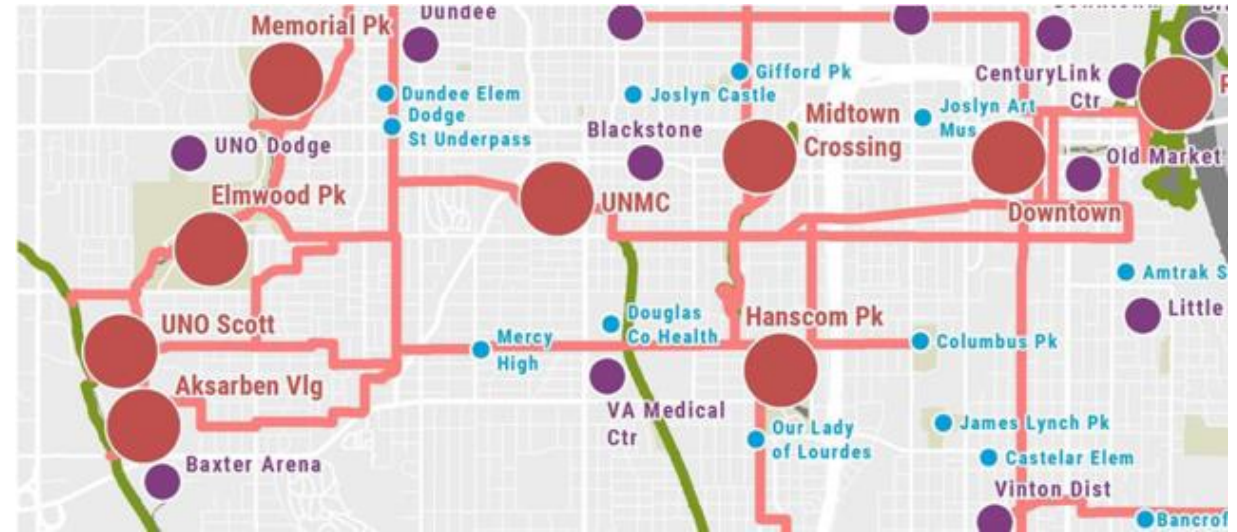 Memorial Pk
Dundee
Gifford Pk
CenturyLink
Ctr
Dundee Elem
Dodge
St Underpass
Joslyn Castle
Midtown
Crossing
Joslyn Art
Mus
Blackstone
UNO Dodge
Old Market
Elmwood Pk
UNMC
Downtown
Amtrak S
Little
UNO Scott
Douglas
Co Health
Hanscom Pk
Mercy
High
Columbus Pk
Aksarben Vlg
VA Medical
Ctr
Our Lady
of Lourdes
James Lynch Pk
Castelar Elem
Baxter Arena
Vinton Dist
Bancrof